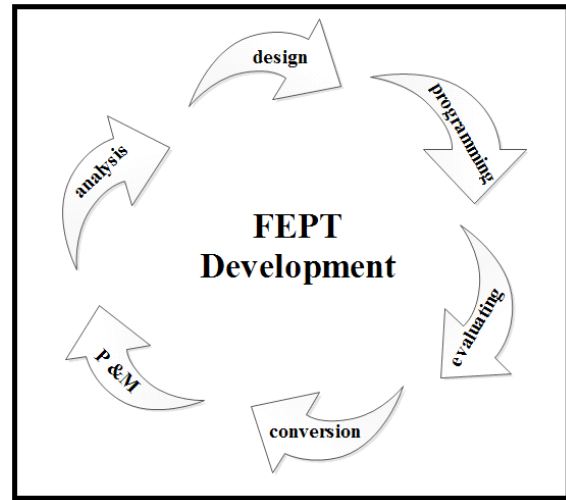 design
programming
evaluating
conversion
P &M
analysis
FEPT
Development